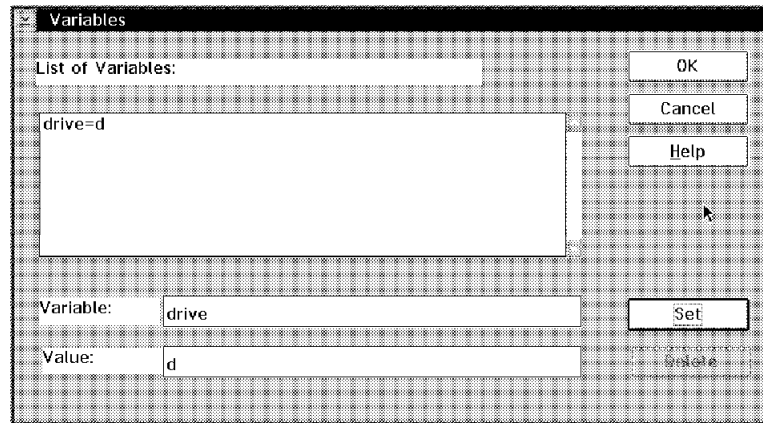 Variables
List of Variables:
OK
Cancel
Help
drive=d
Variable:
drive
Set
Value:
d
Delete